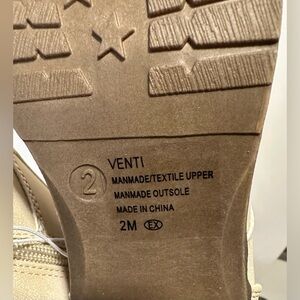 2
VENTI
MANMADE/TEXTILE UPPER
MANMADE OUTSOLE
MADE IN CHINA
2M EX